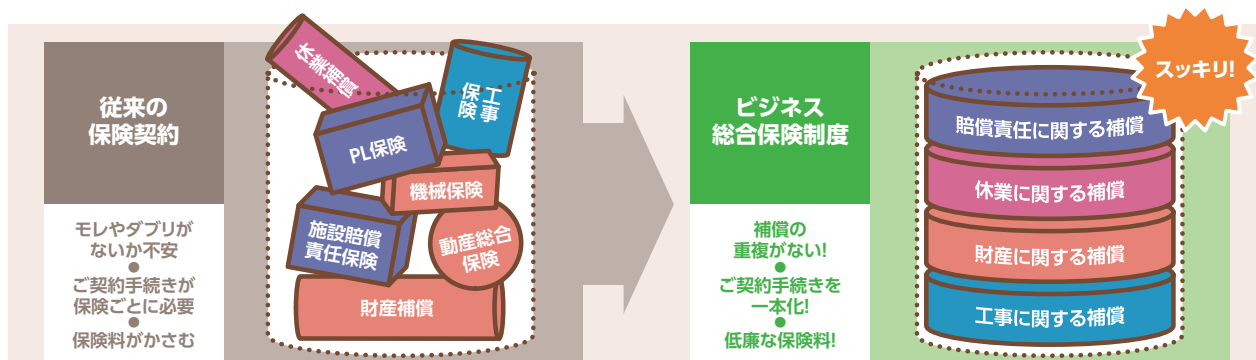 従来の
保険契約
モレやダブりが
ないか不安
●
ご契約手続きが
保険ごとに必要
●
保険料がかさむ
休業補償
工事
保険
PL保険
機械保険
施設賠償
責任保険
動産総合
保険
財産補償
ビジネス
総合保険制度
補償の
重複がない!
●
ご契約手続きを
一本化!
●
低廉な保険料!
スッキリ!
賠償責任に関する補償
休業に関する補償
財産に関する補償
工事に関する補償